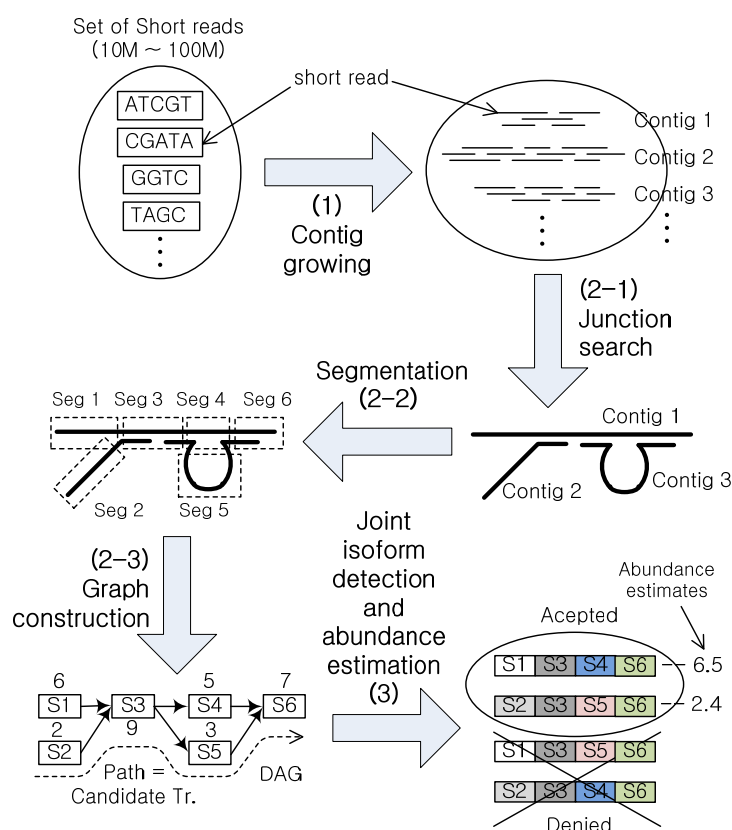 Set of Short reads
(10M ~ 100M)
short read
ATCGT
CGATA
GGTC
TAGC
(1)
Contig
growing
Contig 1
Contig 2
Contig 3
(2-1)
Junction
search
Segmentation
(2-2)
Seg 1 Seg 3 Seg 4 Seg 6
Seg 2 Seg 5
Contig 1
Contig 2
Contig 3
(2-3)
Graph
construction
Joint
isoform
detection
and
abundance
estimation
(3)
6 5 7
S1 S3 S4 S6
2 9 3
S2 S5
Path =
Candidate Tr.
DAG
Abundance
estimates
Acepted
S1 S3 S4 S6 6.5
S2 S3 S5 S6 2.4
S1 S3 S5 S6
S2 S3 S4 S6
Denied